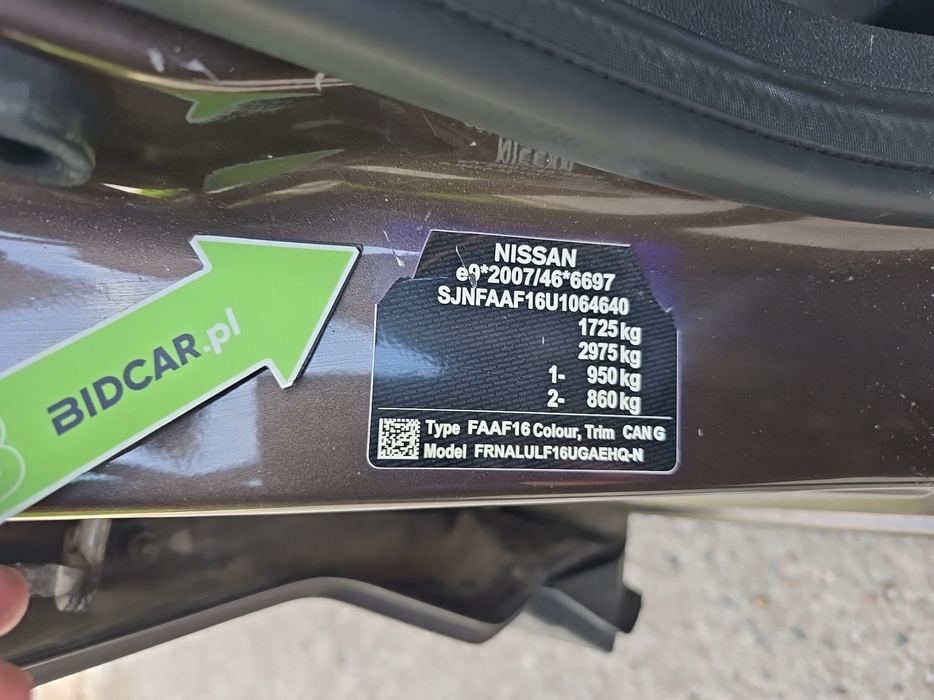 NISSAN
e9*2007/46*6697
SJNFAAF16U1064640
1725 kg
2975 kg
1- 950 kg
2- 860 kg
Type FAAF16 Colour, Trim CAN G
Model FRNALULF16UGAEHQ-N
BIDCAR.pl